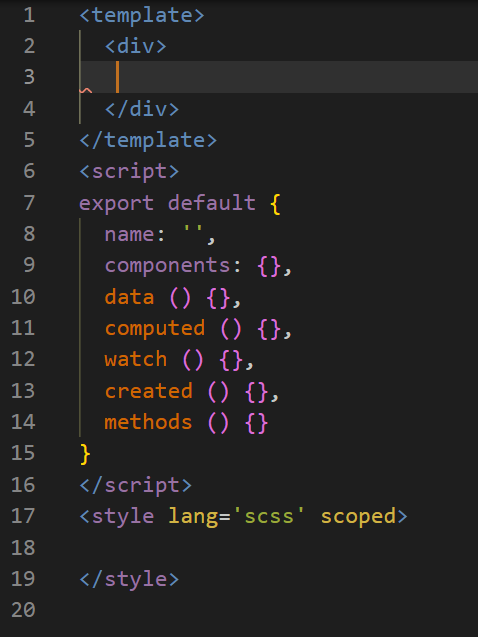 1 <template>
2   <div>
3
4   </div>
5 </template>
6 <script>
7 export default {
8   name: '',
9   components: {},
10   data () {},
11   computed () {},
12   watch () {},
13   created () {},
14   methods () {}
15 }
16 </script>
17 <style lang='scss' scoped>
18
19 </style>
20